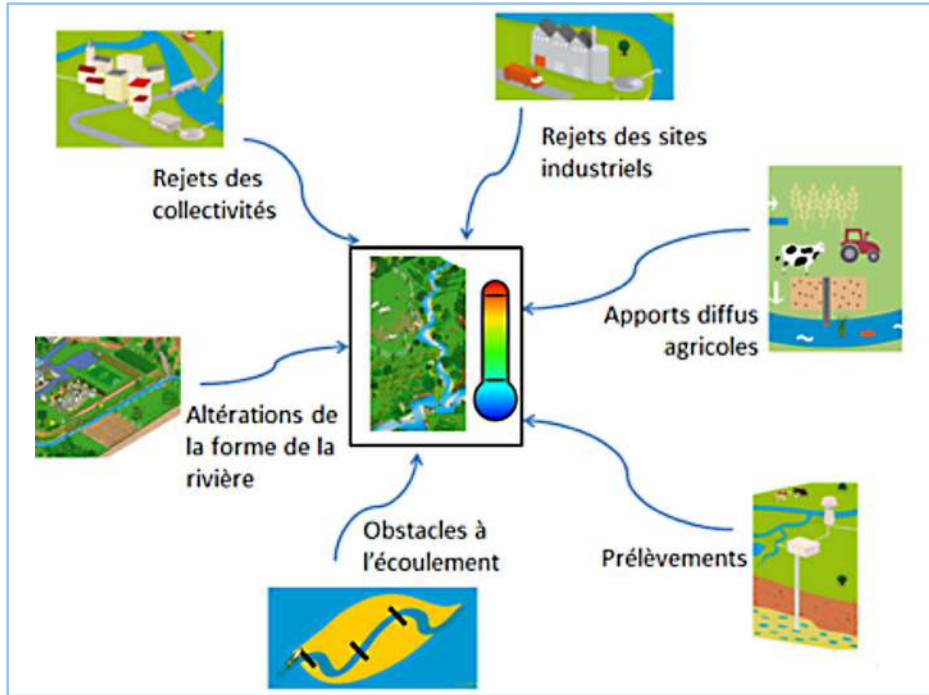 Rejets des
collectivités
Rejets des sites
industriels
Apports diffus
agricoles
Altérations de
la forme de la
rivière
Obstacles à
l'écoulement
Prélèvements